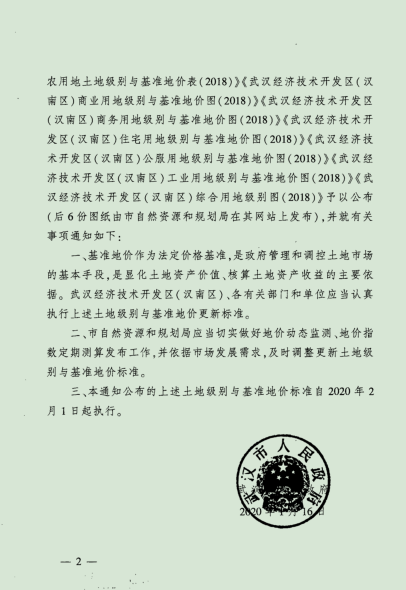 农用地土地级别与基准地价表(2018)》《武汉经济技术开发区(汉
南区)商业用地级别与基准地价图(2018)》《武汉经济技术开发区
(汉南区)商务用地级别与基准地价图(2018)》《武汉经济技术开
发区(汉南区)住宅用地级别与基准地价图(2018)》《武汉经济技
术开发区(汉南区)公服用地级别与基准地价图(2018)》《武汉经
济技术开发区(汉南区)工业用地级别与基准地价图(2018)》《武
汉经济技术开发区(汉南区)综合用地级别图(2018)》予以公布
(后6份图纸由市自然资源和规划局在其网站上发布),并就有关
事项通知如下:
一、基准地价作为法定价格基准,是政府管理和调控土地市场
的基本手段,是显化土地资产价值、核算土地资产收益的主要依
据。武汉经济技术开发区(汉南区)、各有关部门和单位应当认真
执行上述土地级别与基准地价更新标准。
二、市自然资源和规划局应当切实做好地价动态监测、地价指
数定期测算发布工作,并依据市场发展需求,及时调整更新土地级
别与基准地价标准。
三、本通知公布的上述土地级别与基准地价标准自2020年2
月1日起执行。
武汉市人民政府
2020年1月16日
— 2 —